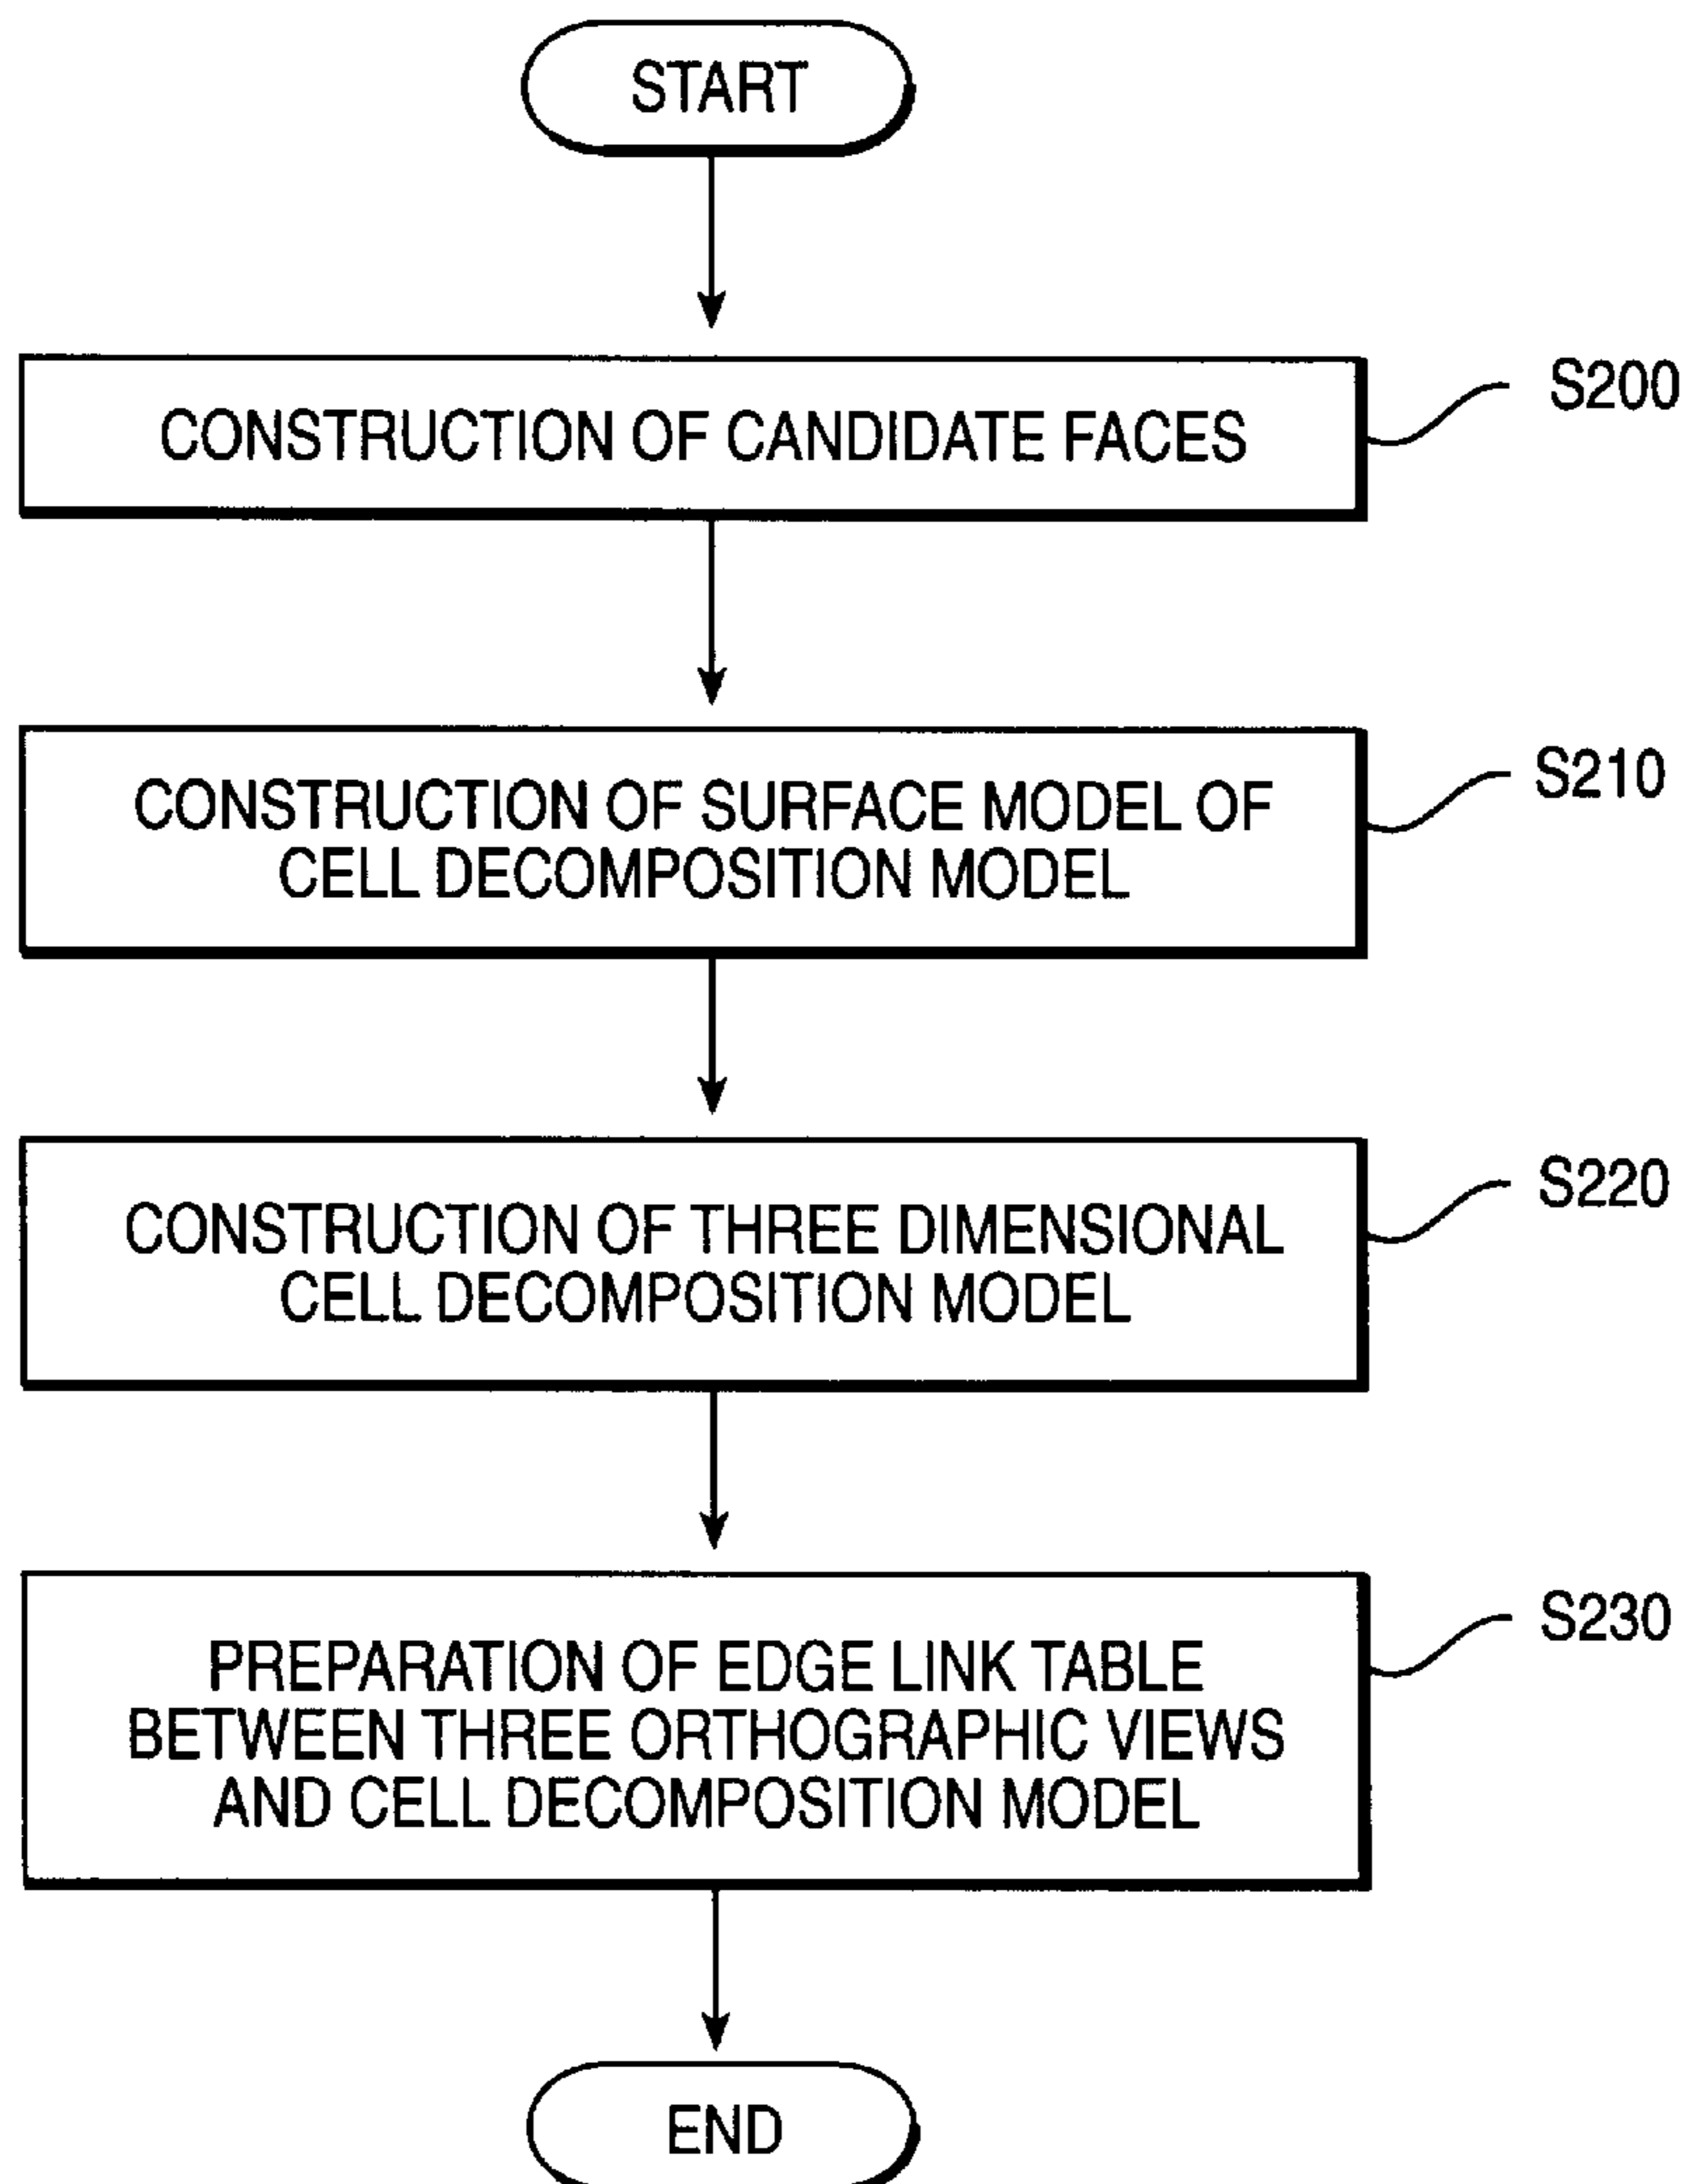 START
CONSTRUCTION OF CANDIDATE FACES
S200
CONSTRUCTION OF SURFACE MODEL OF
CELL DECOMPOSITION MODEL
S210
CONSTRUCTION OF THREE DIMENSIONAL
CELL DECOMPOSITION MODEL
S220
PREPARATION OF EDGE LINK TABLE
BETWEEN THREE ORTHOGRAPHIC VIEWS
AND CELL DECOMPOSITION MODEL
S230
END